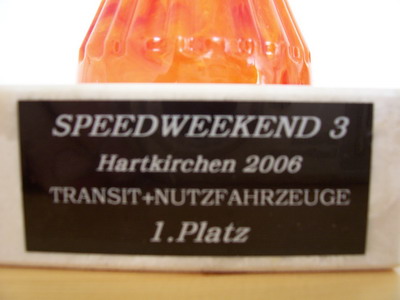 SPEEDWEEKEND 3
Hartkirchen 2006
TRANSIT+NUTZFAHRZEUGE
1.Platz